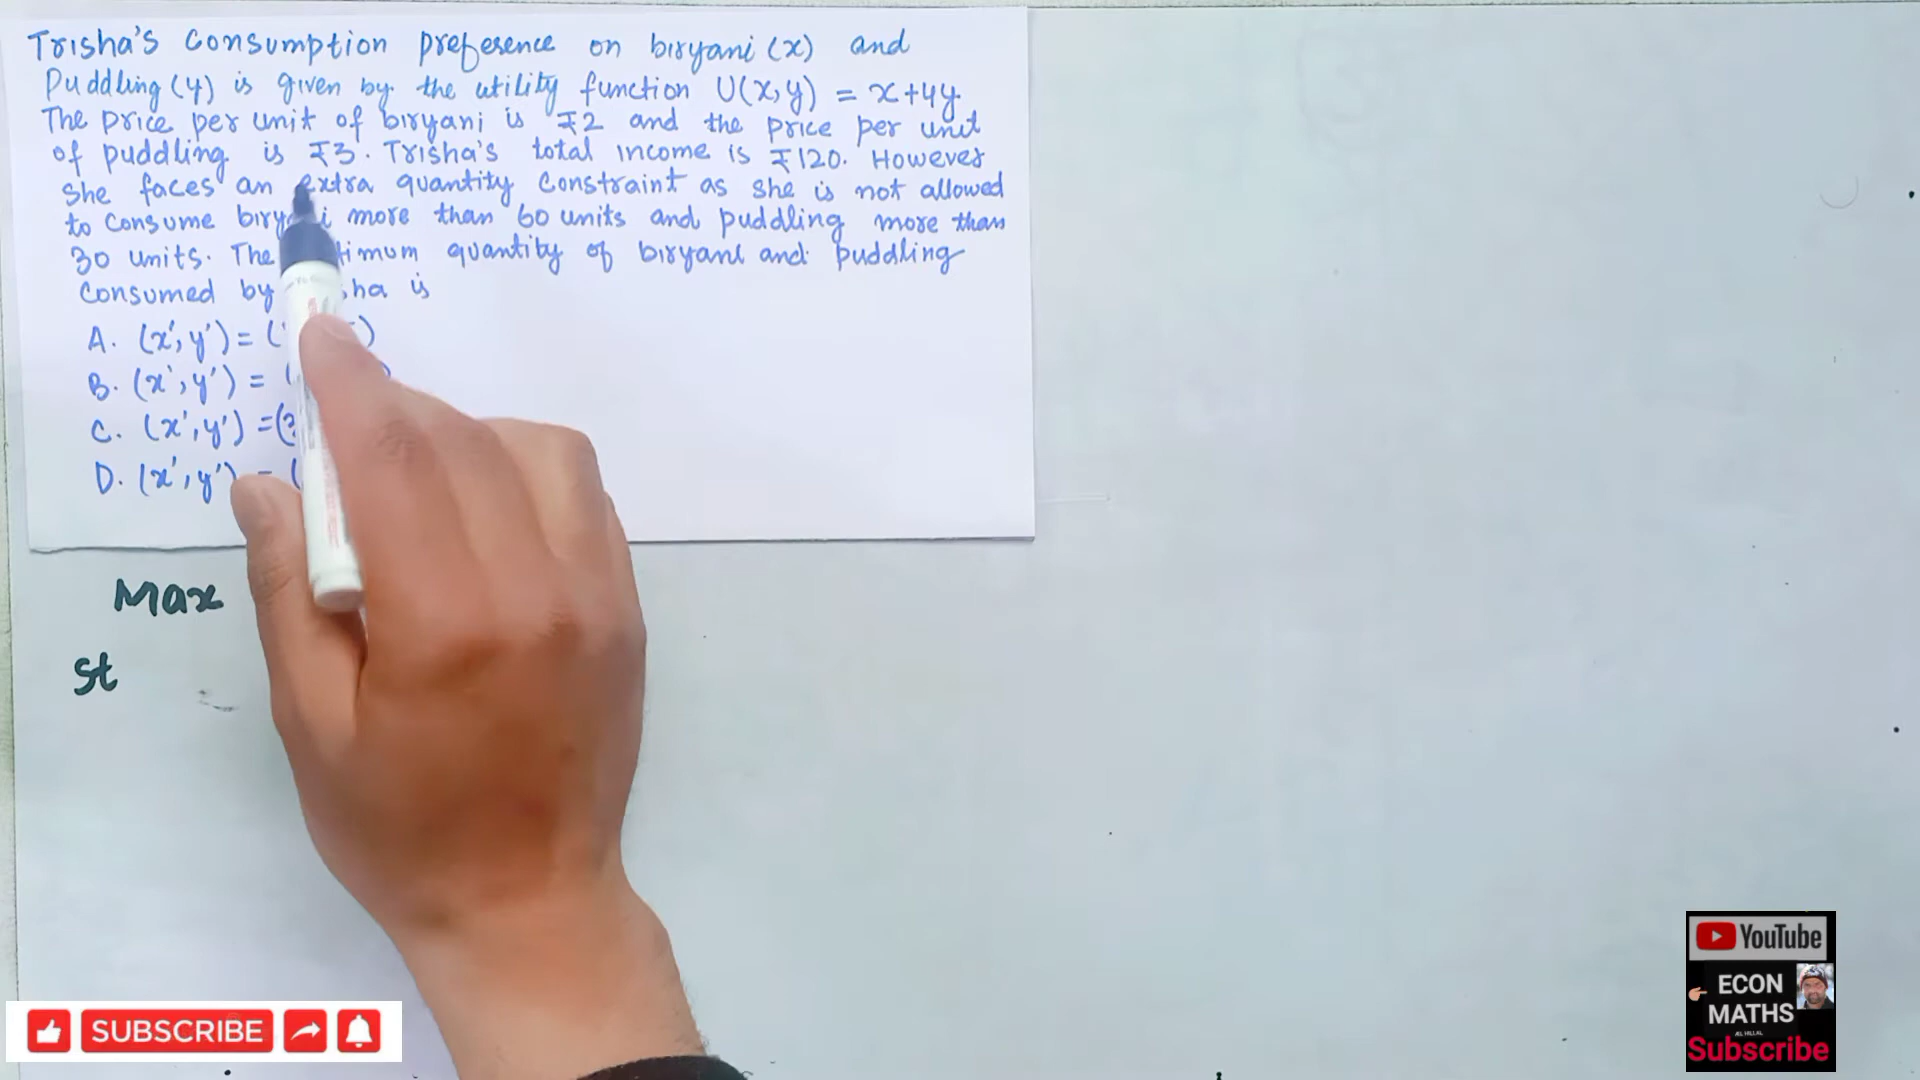 Trisha's Consumption preference on biryani (x) and
Puddling (y) is given by the utility function U(x,y) = x+4y
The price per unit of biryani is ₹2 and the price per unit
of puddling is ₹3. Trisha's total income is ₹120. However
She faces an extra quantity constraint as she is not allowed
to consume more than 60 units and puddling more than
30 units. The quantity of biryani and puddling
Consumed by is
A. (x',y') = (
B. (x',y') = (
C. (x',y') = (
D. (x',y') = (
Max
St
SUBSCRIBE
YouTube
ECON
MATHS
Subscribe